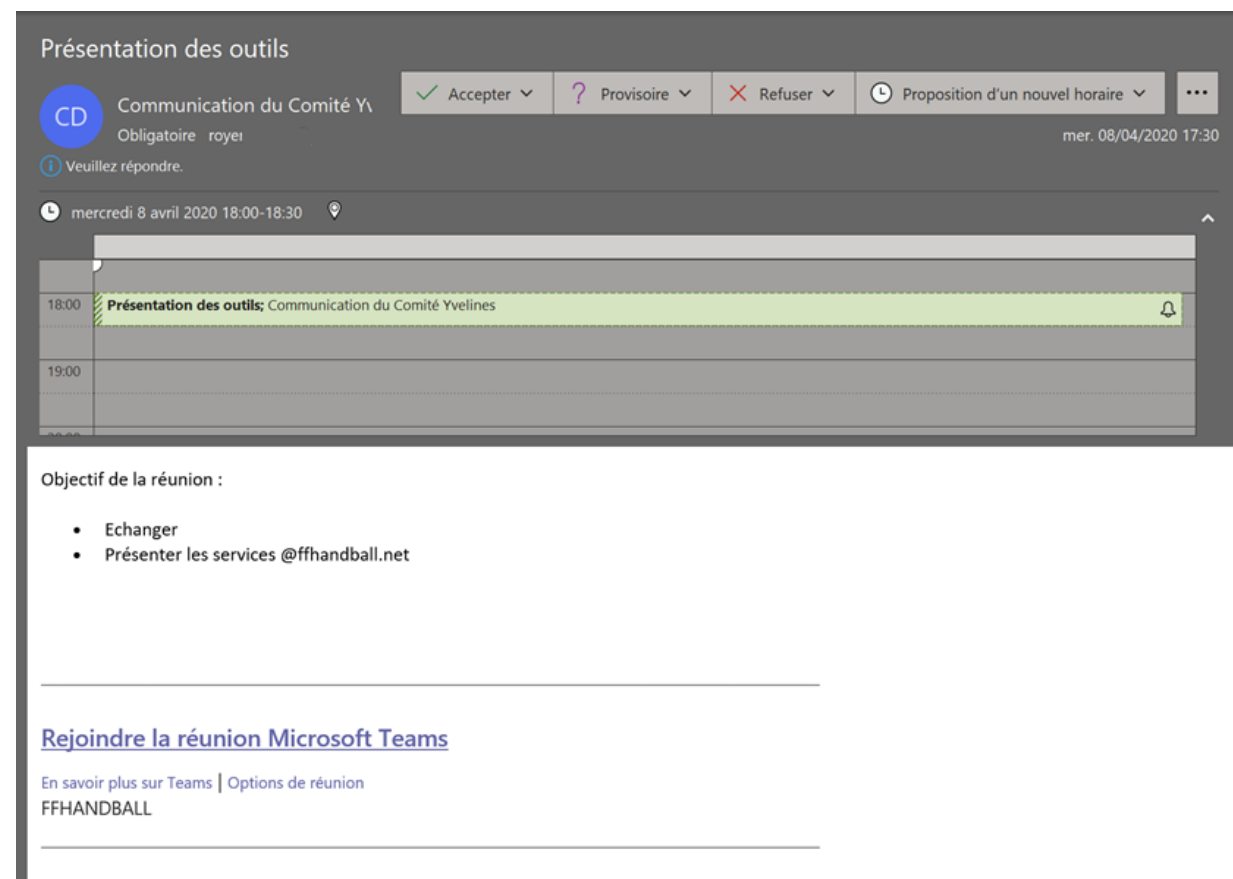 Présentation des outils
CD
Communication du Comité
Accepter
Provisoire
Refuser
Proposition d'un nouvel horaire
Obligatoire
mer. 08/04/2020 17:30
Veuillez répondre.
mercredi 8 avril 2020 18:00-18:30
18:00
Présentation des outils; Communication du Comité Yvelines
19:00
Objectif de la réunion :
• Echanger
• Présenter les services @ffhandball.net
Rejoindre la réunion Microsoft Teams
En savoir plus sur Teams | Options de réunion
FFHANDBALL